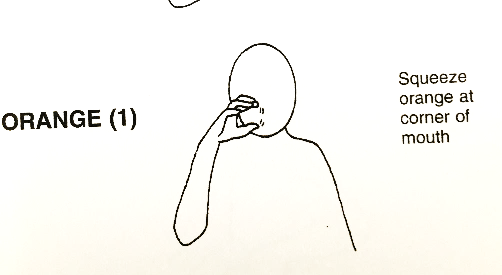 ORANGE (1)
Squeeze
orange at
corner of
mouth